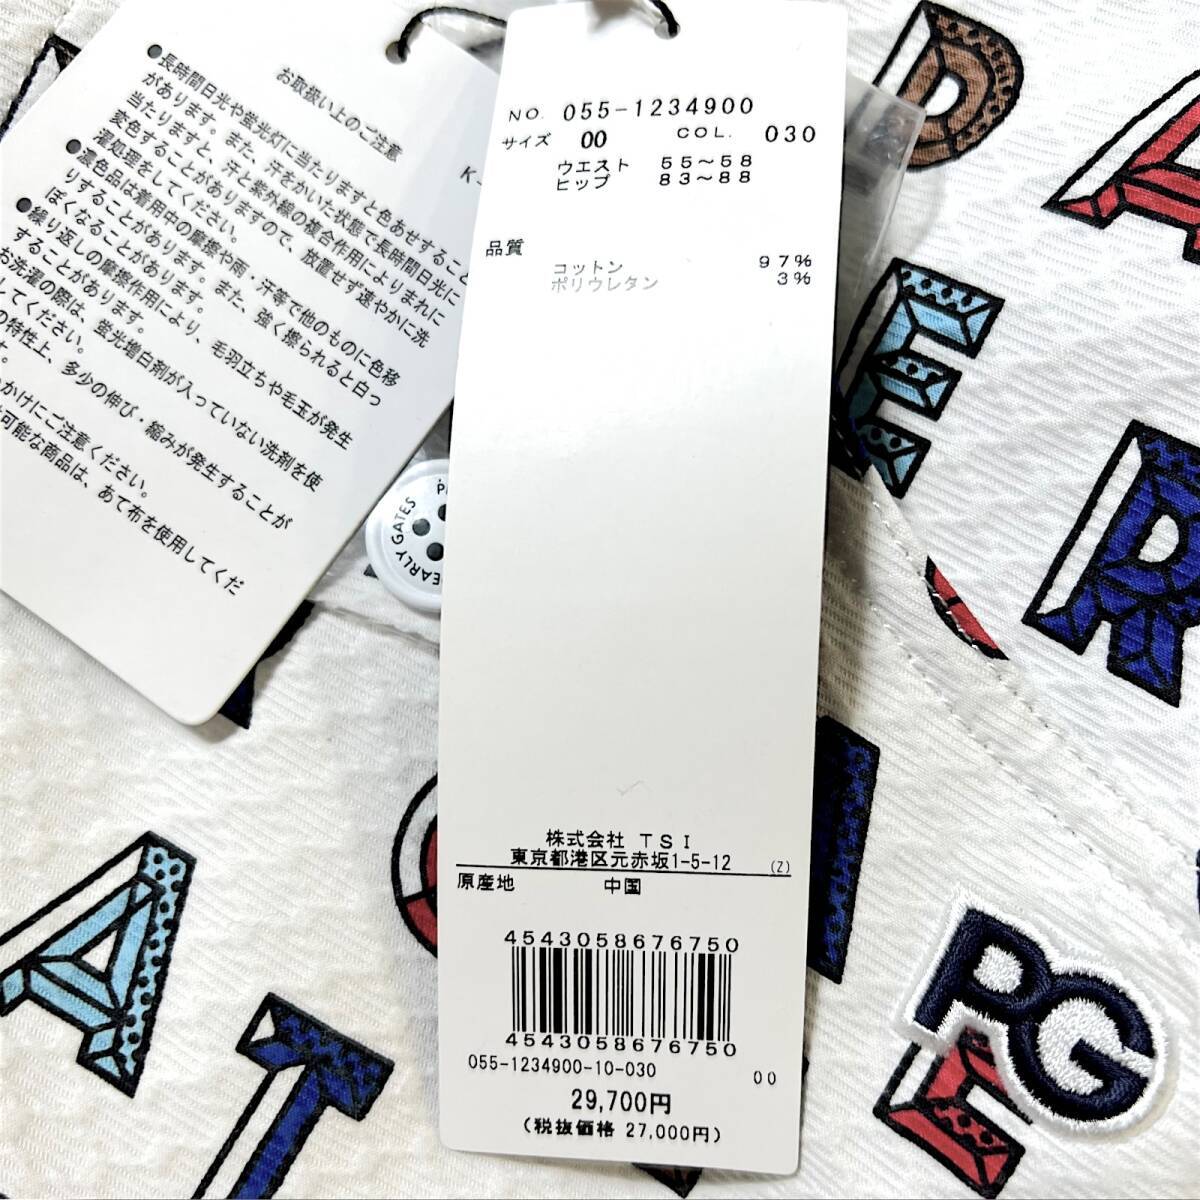 お取扱い上のご注意
K-
●長時間日光や蛍光灯に当たりますと色あせすること
があります。また、汗をかいた状態で長時間日光に
当たりますと、汗と紫外線の複合作用によりまれに
変色することがありますので、放置せず速やかに洗
濯処理をしてください。
●濃色品は着用中の摩擦や雨・汗等で他のものに色移
りすることがあります。また、強く擦られると白っ
ぽくなることがあります。
●繰り返しの摩擦作用により、毛羽立ちや毛玉が発生
することがあります。
お洗濯の際は、蛍光増白剤が入っていない洗剤を使
してください。
の特性上、多少の伸び・縮みが発生することが
す。
かけにご注意ください。
可能な商品は、あて布を使用してくだ
NO. 055-1234900
サイズ 00 COL. 030
ウエスト 55～58
ヒップ 83～88
品質
コットン 97%
ポリウレタン 3%
株式会社 TSI
東京都港区元赤坂1-5-12 (Z)
原産地 中国
4543058676750
4543058676750
055-1234900-10-030 00
29,700円
(税抜価格 27,000円)
EARLY GATES
P
PG